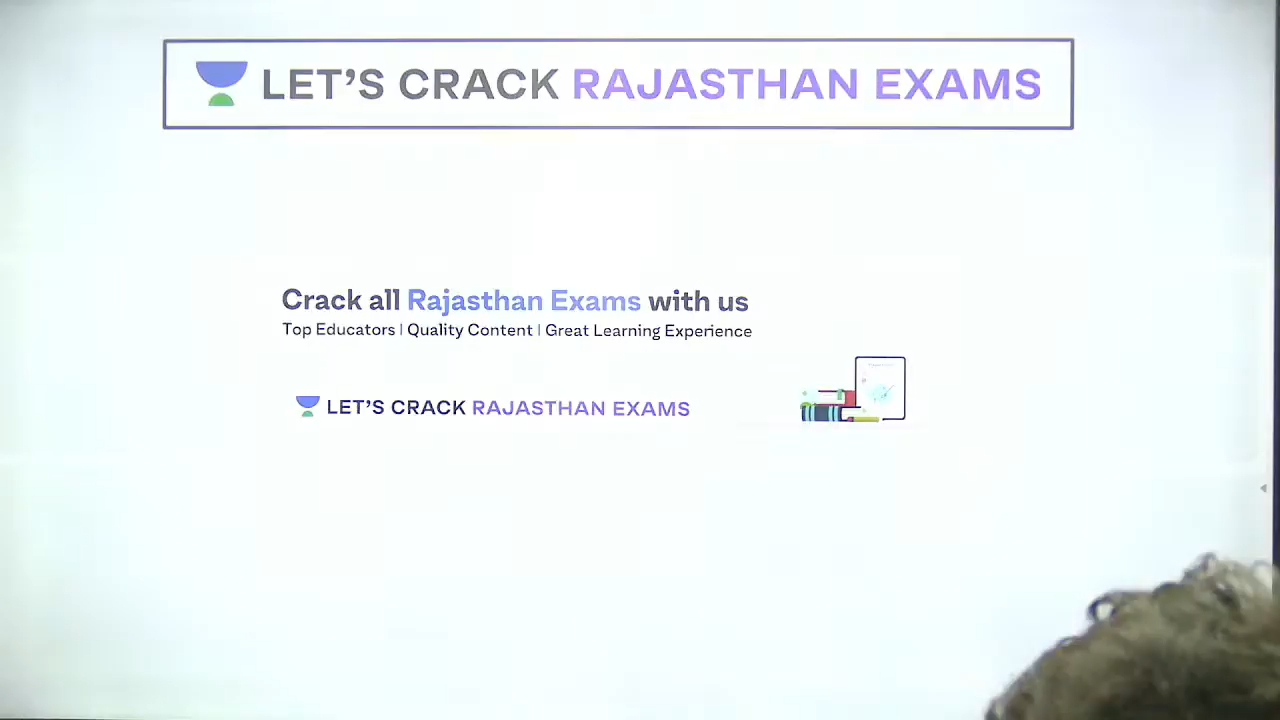 LET'S CRACK RAJASTHAN EXAMS
Crack all Rajasthan Exams with us
Top Educators | Quality Content | Great Learning Experience
LET'S CRACK RAJASTHAN EXAMS